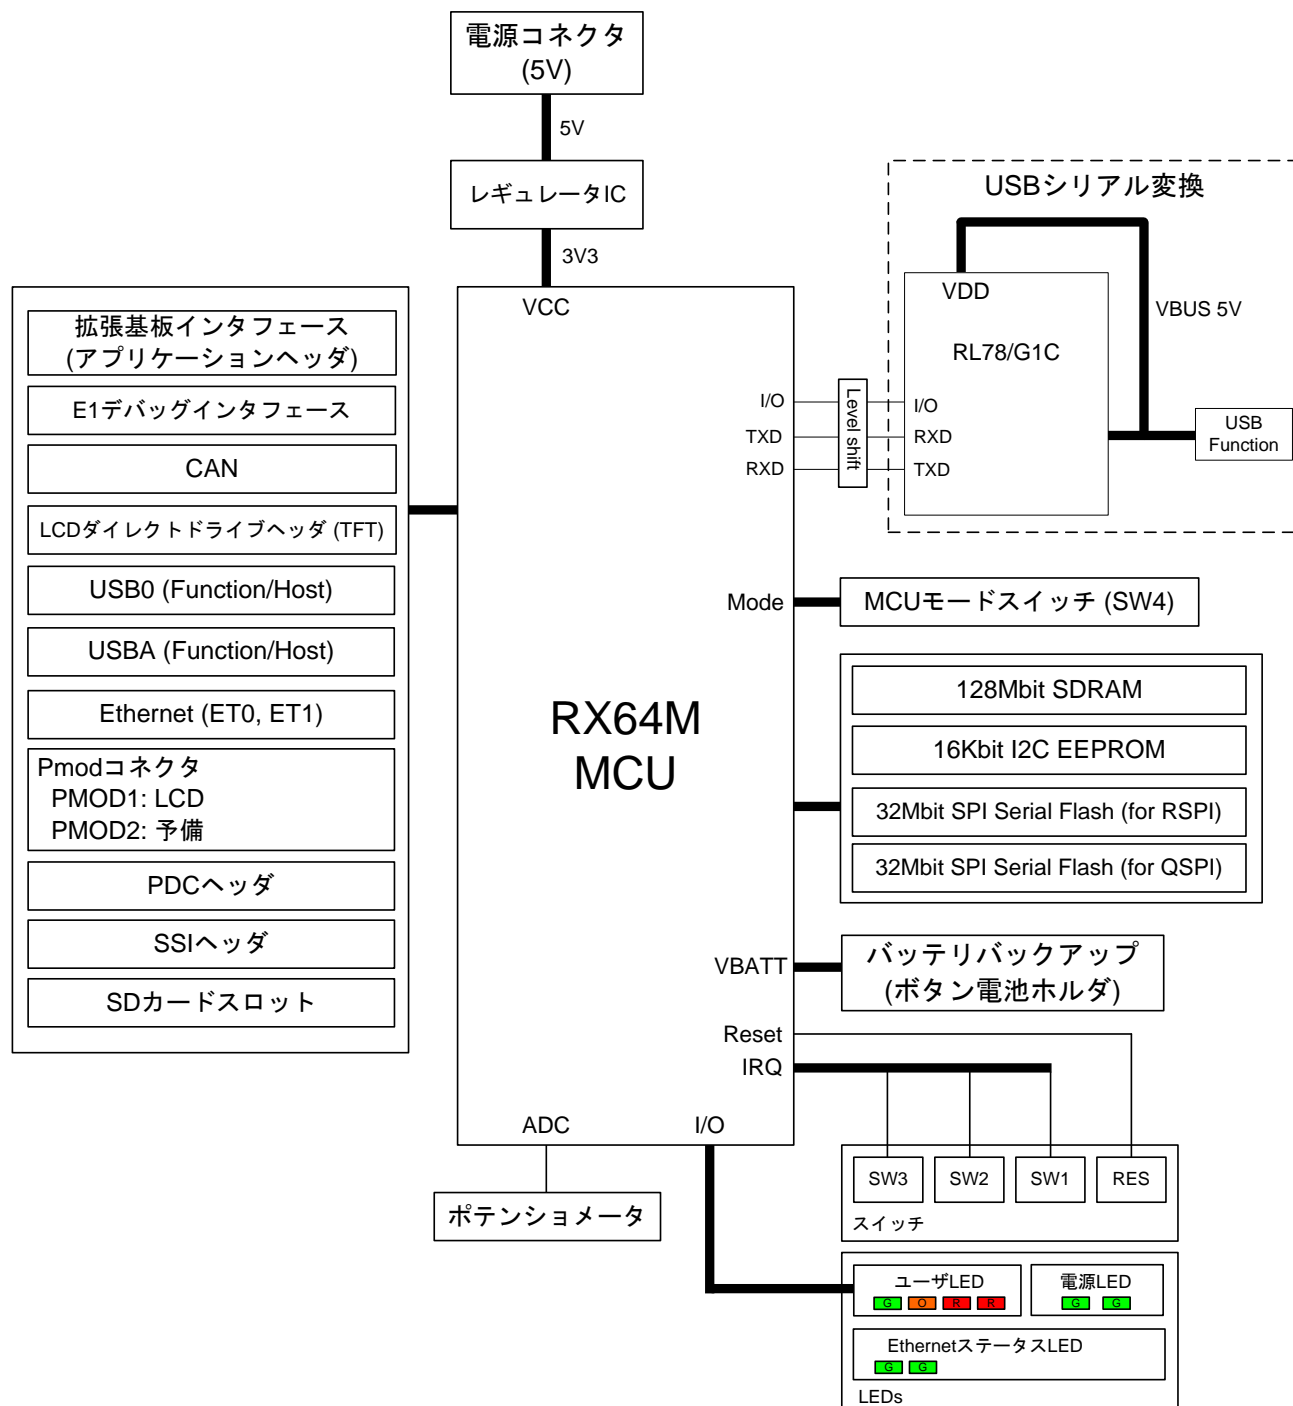 電源コネクタ
(5V)
5V
レギュレータIC
3V3
USBシリアル変換
VDD
RL78/G1C
VBUS 5V
I/O
RXD
TXD
USB
Function
Level shift
VCC
I/O
TXD
RXD
拡張基板インタフェース
(アプリケーションヘッダ)
E1デバッグインタフェース
CAN
LCDダイレクトドライブヘッダ (TFT)
USB0 (Function/Host)
USBA (Function/Host)
Ethernet (ET0, ET1)
Pmodコネクタ
PMOD1: LCD
PMOD2: 予備
PDCヘッダ
SSIヘッダ
SDカードスロット
RX64M
MCU
Mode
MCUモードスイッチ (SW4)
128Mbit SDRAM
16Kbit I2C EEPROM
32Mbit SPI Serial Flash (for RSPI)
32Mbit SPI Serial Flash (for QSPI)
VBATT
バッテリバックアップ
(ボタン電池ホルダ)
Reset
IRQ
ADC
I/O
ポテンショメータ
SW3
SW2
SW1
RES
スイッチ
ユーザLED
G O R R
電源LED
G G
EthernetステータスLED
G G
LEDs